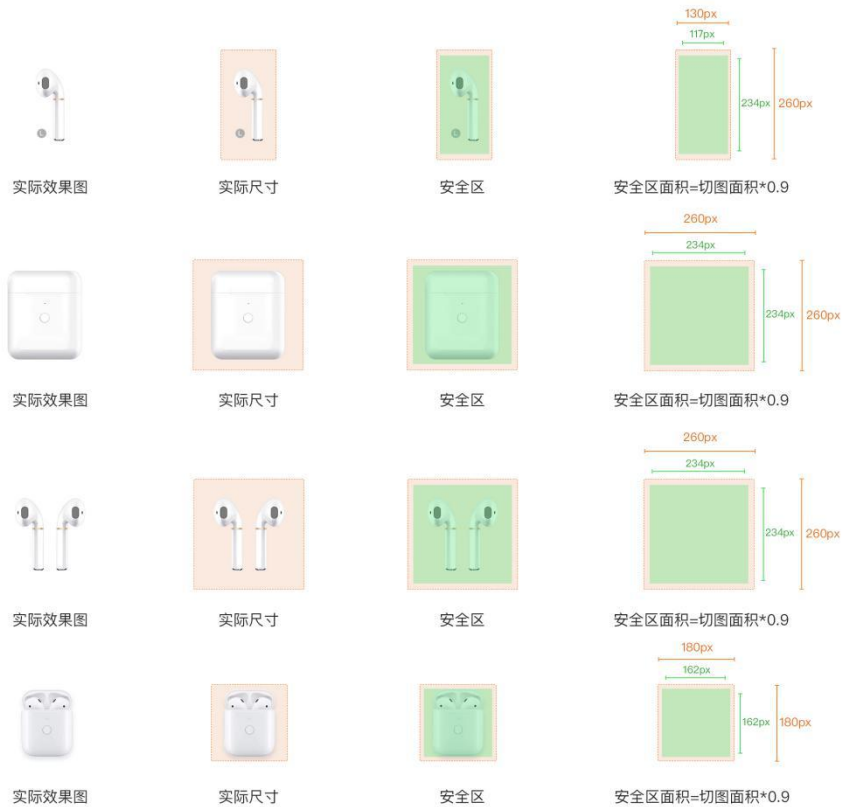 130px
117px
234px
260px
L
实际效果图
实际尺寸
安全区
安全区面积=切图面积*0.9
260px
234px
234px
260px
实际效果图
实际尺寸
安全区
安全区面积=切图面积*0.9
260px
234px
234px
260px
实际效果图
实际尺寸
安全区
安全区面积=切图面积*0.9
180px
162px
162px
180px
实际效果图
实际尺寸
安全区
安全区面积=切图面积*0.9